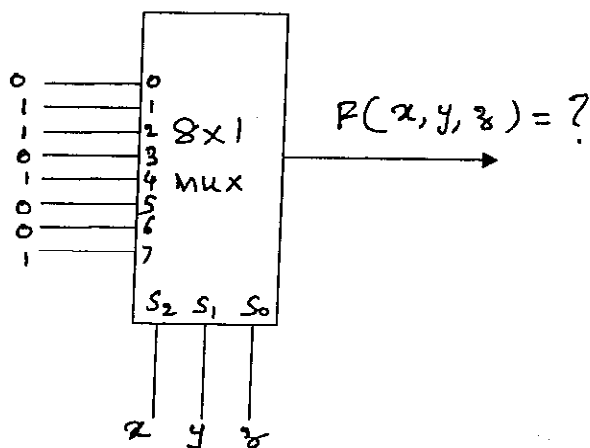 0 0
1 1
1 2 8x1
0 3
1 4 MUX
0 5
0 6
1 7
F(x, y, z) = ?
S2 S1 S0
x y z